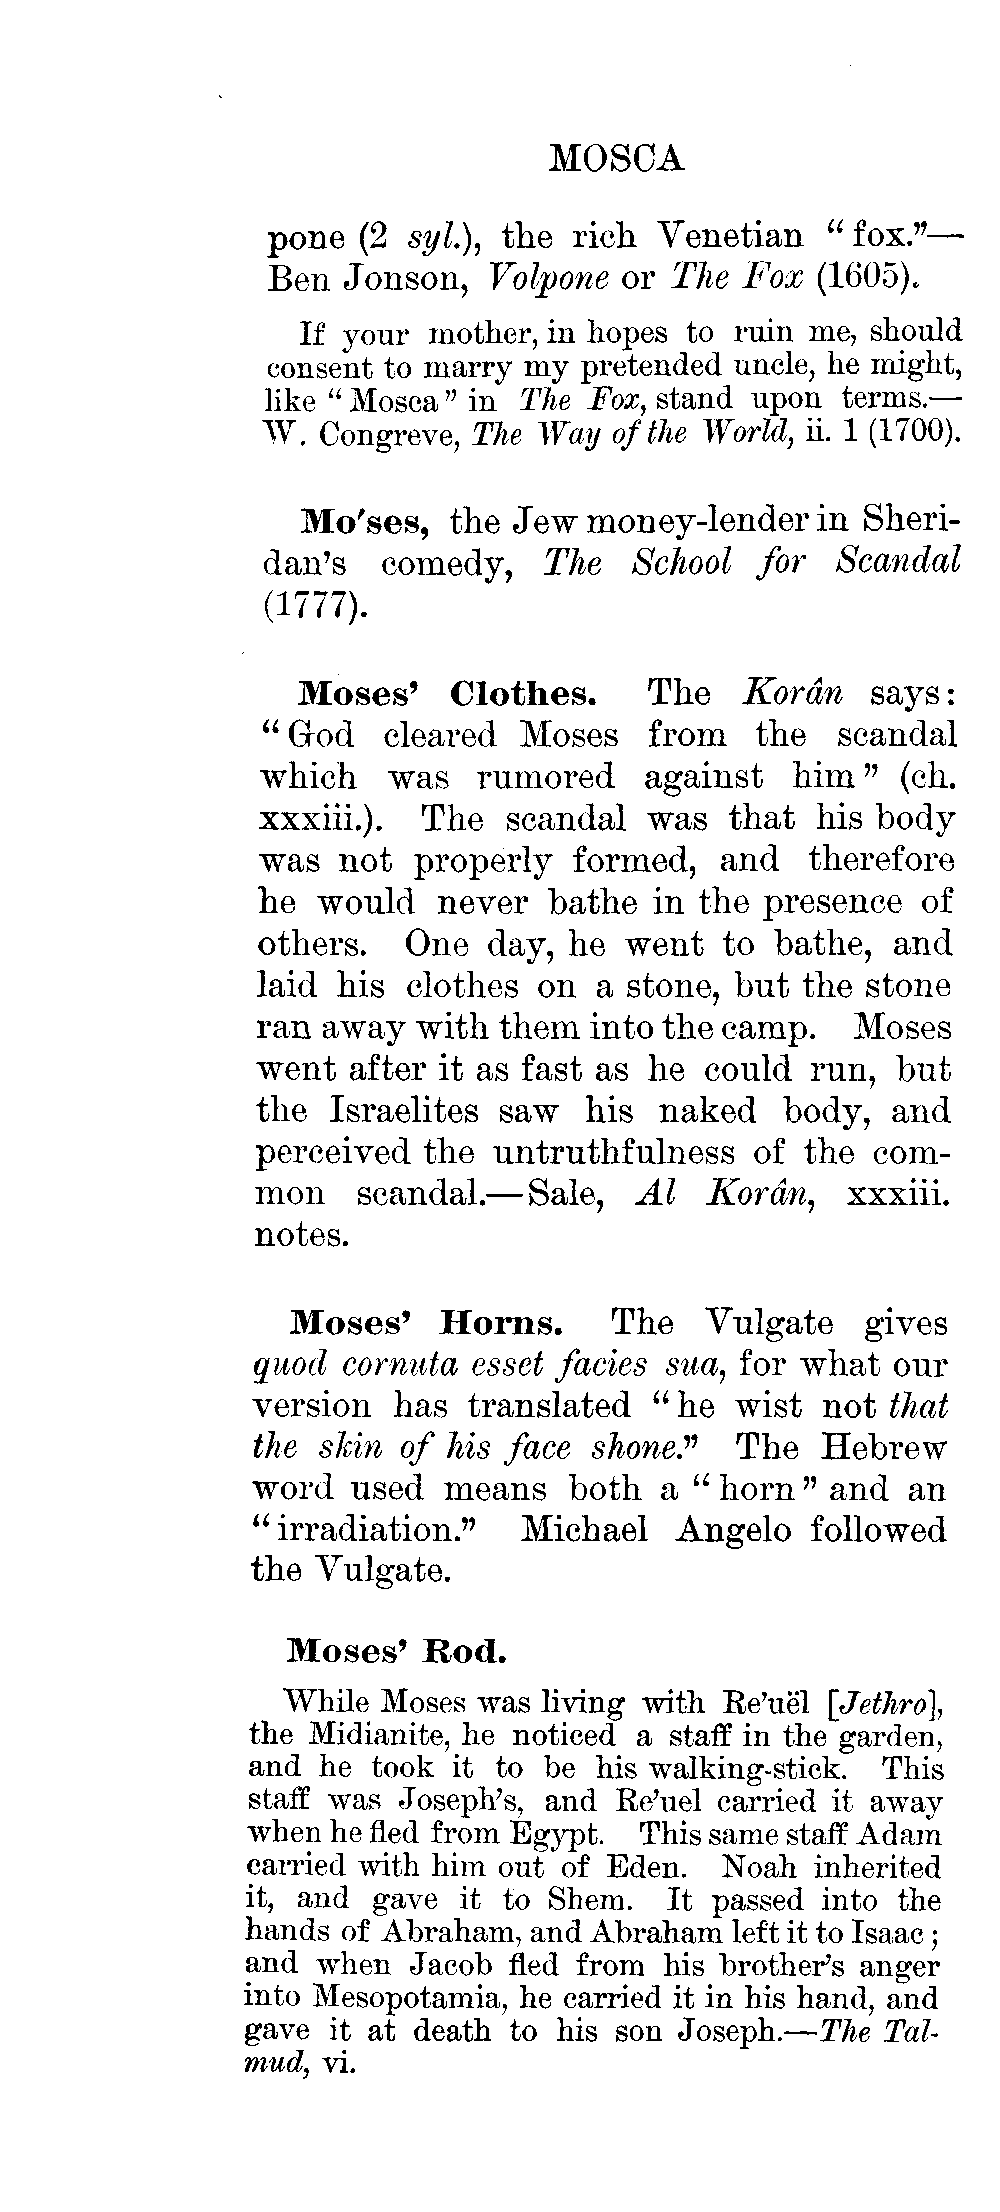 MOSCA
pone (2 syl.), the rich Venetian “fox.”—
Ben Jonson, Volpone or The Fox (1605).
If your mother, in hopes to ruin me, should
consent to marry my pretended uncle, he might,
like “Mosca” in The Fox, stand upon terms.—
W. Congreve, The Way of the World, ii. 1 (1700).
Mo′ses, the Jew money-lender in Sheri-
dan’s comedy, The School for Scandal
(1777).
Moses’ Clothes. The Korân says:
“God cleared Moses from the scandal
which was rumored against him” (ch.
xxxiii.). The scandal was that his body
was not properly formed, and therefore
he would never bathe in the presence of
others. One day, he went to bathe, and
laid his clothes on a stone, but the stone
ran away with them into the camp. Moses
went after it as fast as he could run, but
the Israelites saw his naked body, and
perceived the untruthfulness of the com-
mon scandal.—Sale, Al Korân, xxxiii.
notes.
Moses’ Horns. The Vulgate gives
quod cornuta esset facies sua, for what our
version has translated “he wist not that
the skin of his face shone.” The Hebrew
word used means both a “horn” and an
“irradiation.” Michael Angelo followed
the Vulgate.
Moses’ Rod.
While Moses was living with Re’uël [Jethro],
the Midianite, he noticed a staff in the garden,
and he took it to be his walking-stick. This
staff was Joseph’s, and Re’uel carried it away
when he fled from Egypt. This same staff Adam
carried with him out of Eden. Noah inherited
it, and gave it to Shem. It passed into the
hands of Abraham, and Abraham left it to Isaac;
and when Jacob fled from his brother’s anger
into Mesopotamia, he carried it in his hand, and
gave it at death to his son Joseph.—The Tal-
mud, vi.